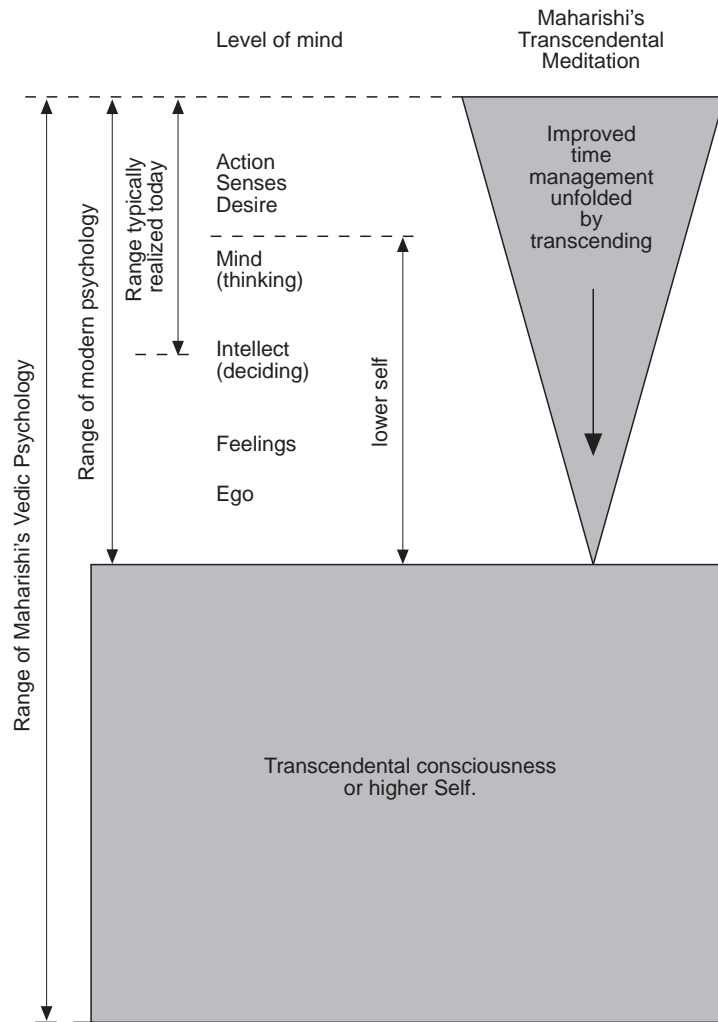 Level of mind
Maharishi's
Transcendental
Meditation
Range of Maharishi's Vedic Psychology
Range of modern psychology
Range typically
realized today
Action
Senses
Desire
Mind
(thinking)
Intellect
(deciding)
Feelings
Ego
lower self
Improved
time
management
unfolded
by
transcending
Transcendental consciousness
or higher Self.